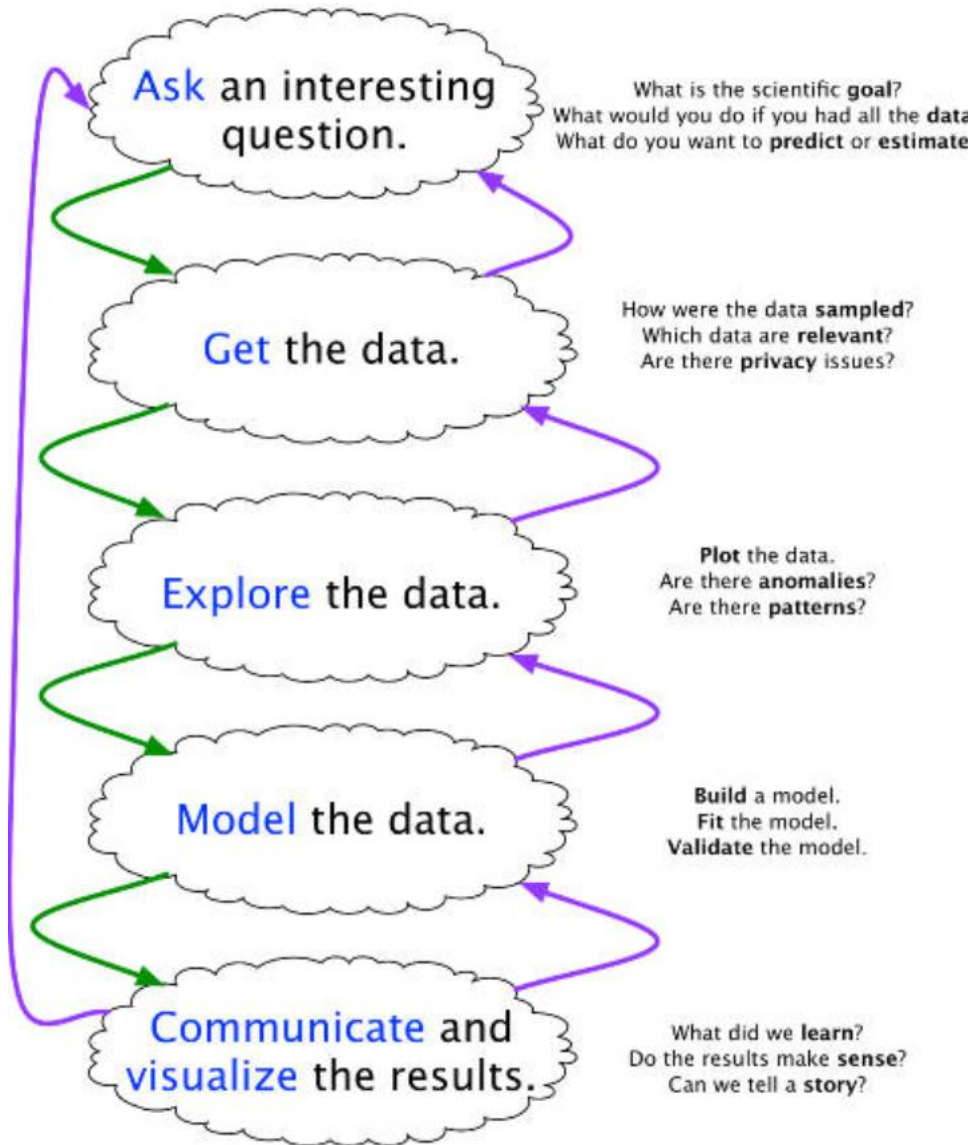 Ask an interesting
question.
What is the scientific goal?
What would you do if you had all the data
What do you want to predict or estimate
Get the data.
How were the data sampled?
Which data are relevant?
Are there privacy issues?
Explore the data.
Plot the data.
Are there anomalies?
Are there patterns?
Model the data.
Build a model.
Fit the model.
Validate the model.
Communicate and
visualize the results.
What did we learn?
Do the results make sense?
Can we tell a story?